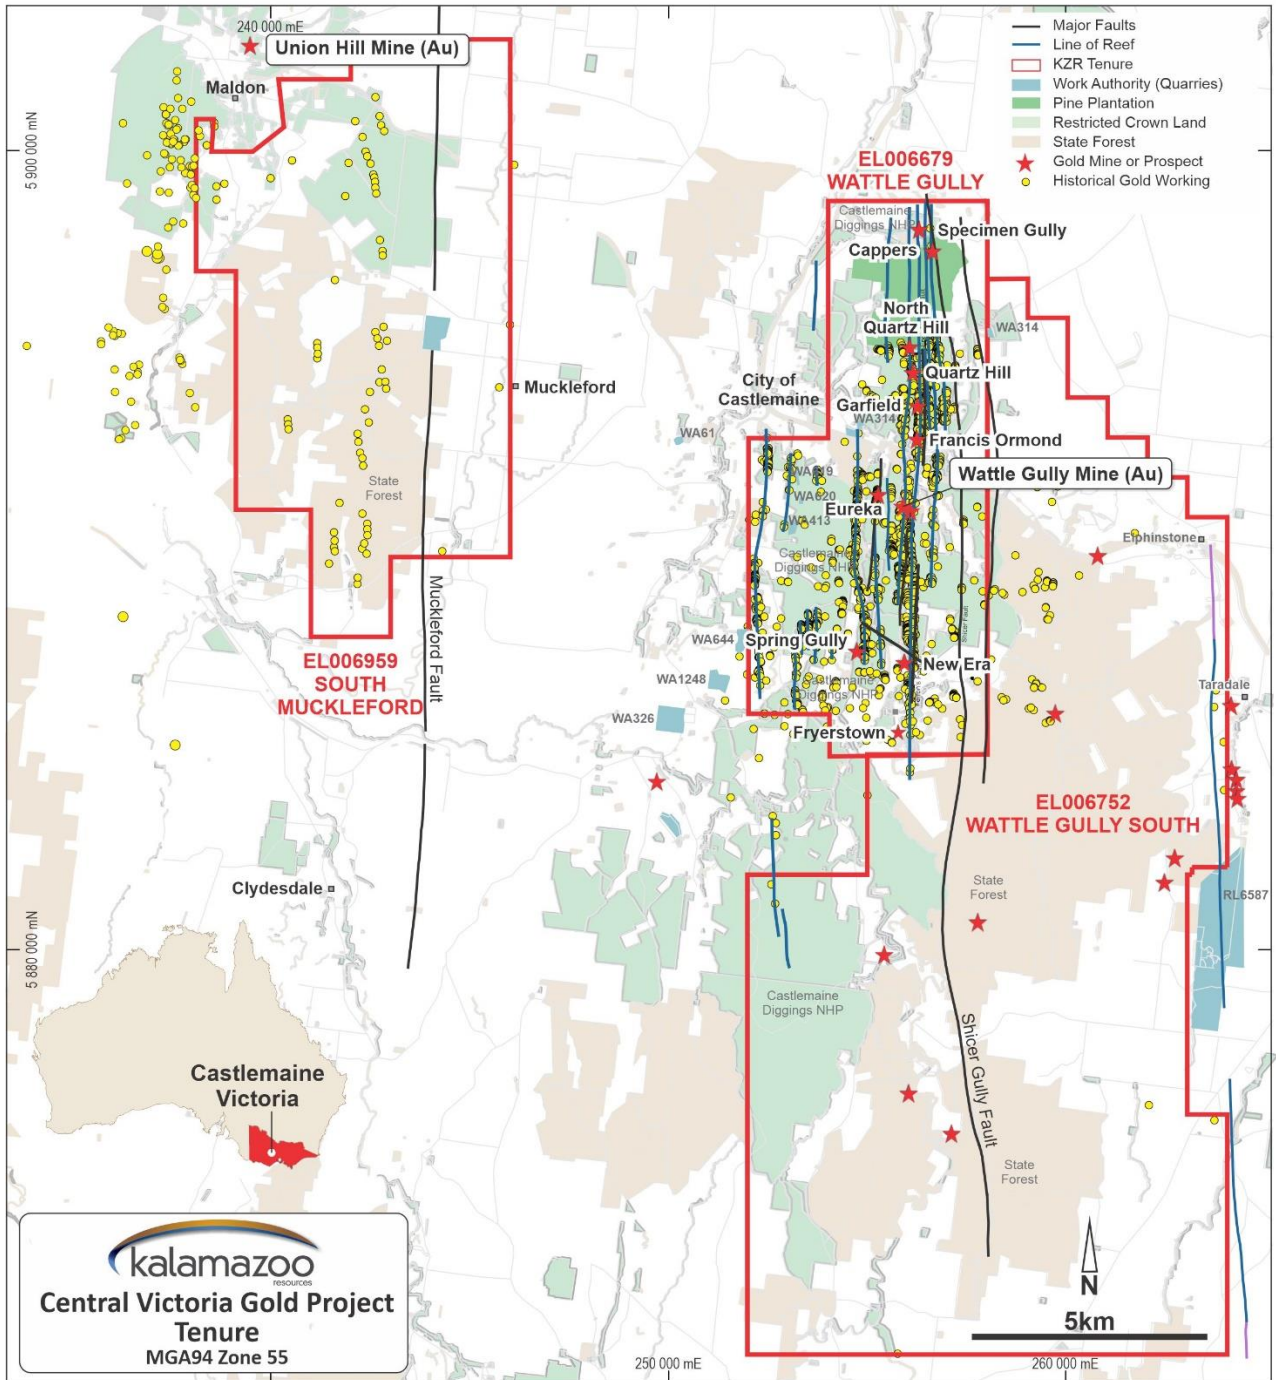 240 000 mE
Union Hill Mine (Au)
Maldon
5 900 000 mN
Major Faults
Line of Reef
KZR Tenure
Work Authority (Quarries)
Pine Plantation
Restricted Crown Land
State Forest
Gold Mine or Prospect
Historical Gold Working
EL006679
WATTLE GULLY
Castlemaine
Diggings NHP
Specimen Gully
Cappers
North
Quartz Hill
WA314
Quartz Hill
Muckleford
City of
Castlemaine
Garfield
WA314
WA61
Francis Ormond
Wattle Gully Mine (Au)
WA619
WA620
Eureka
WA413
State
Forest
Elphinstone
Castlemaine
Diggings NHP
Muckleford Fault
Shicer Fault
WA644
Spring Gully
New Era
EL006959
SOUTH
MUCKLEFORD
WA1248
Castlemaine
Diggings NHP
Taradale
WA326
Fryerstown
EL006752
WATTLE GULLY SOUTH
Clydesdale
State
Forest
RL6587
5 880 000 mN
Castlemaine
Diggings NHP
Shicer Gully Fault
Castlemaine
Victoria
State
Forest
kalamazoo
resources
Central Victoria Gold Project
Tenure
MGA94 Zone 55
N
5km
250 000 mE
260 000 mE